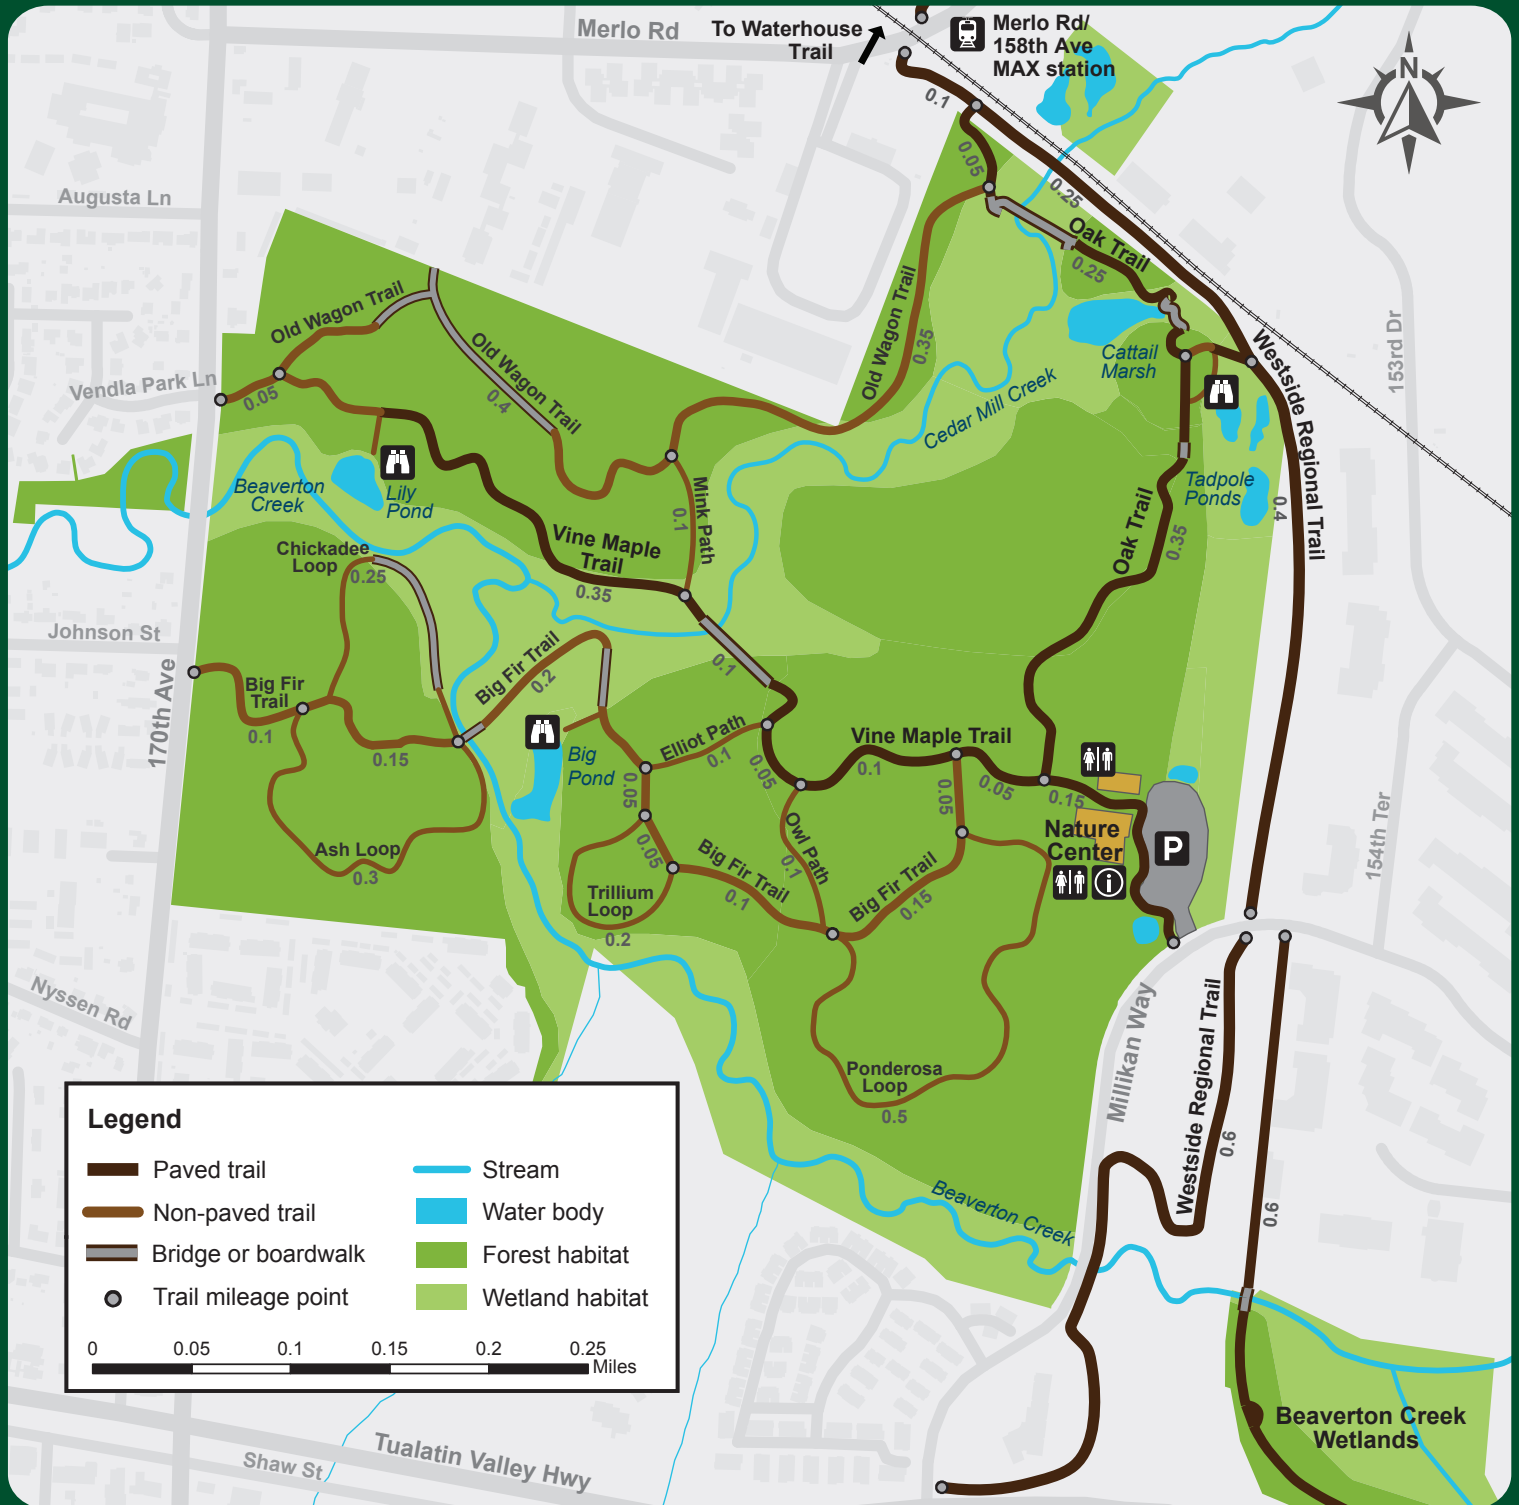 Merlo Rd
To Waterhouse
Trail
Merlo Rd/
158th Ave
MAX station
N
0.1
0.05
0.25
Augusta Ln
Oak Trail
0.25
Old Wagon Trail
Old Wagon Trail
0.4
Old Wagon Trail
0.35
Vendla Park Ln
0.05
Cattail
Marsh
Westside Regional Trail
0.4
153rd Dr
Cedar Mill Creek
Beaverton
Creek
Lily
Pond
Mink Path
0.1
Tadpole
Ponds
Oak Trail
0.35
Vine Maple
Trail
0.35
Chickadee
Loop
0.25
Johnson St
170th Ave
Big Fir
Trail
0.1
0.15
Big Fir Trail
0.2
0.1
Big
Pond
Elliot Path
0.1
0.05
Vine Maple Trail
0.1
0.05
0.15
0.05
0.05
0.05
Ash Loop
0.3
Trillium
Loop
0.2
Big Fir Trail
0.1
Owl Path
0.1
Big Fir Trail
0.15
Nature
Center
P
i
154th Ter
Nyssen Rd
Ponderosa
Loop
0.5
Millikan Way
Westside Regional Trail
0.6
0.6
Beaverton Creek
Legend
Paved trail
Non-paved trail
Bridge or boardwalk
Trail mileage point
Stream
Water body
Forest habitat
Wetland habitat
0 0.05 0.1 0.15 0.2 0.25
Miles
Beaverton Creek
Wetlands
Tualatin Valley Hwy
Shaw St